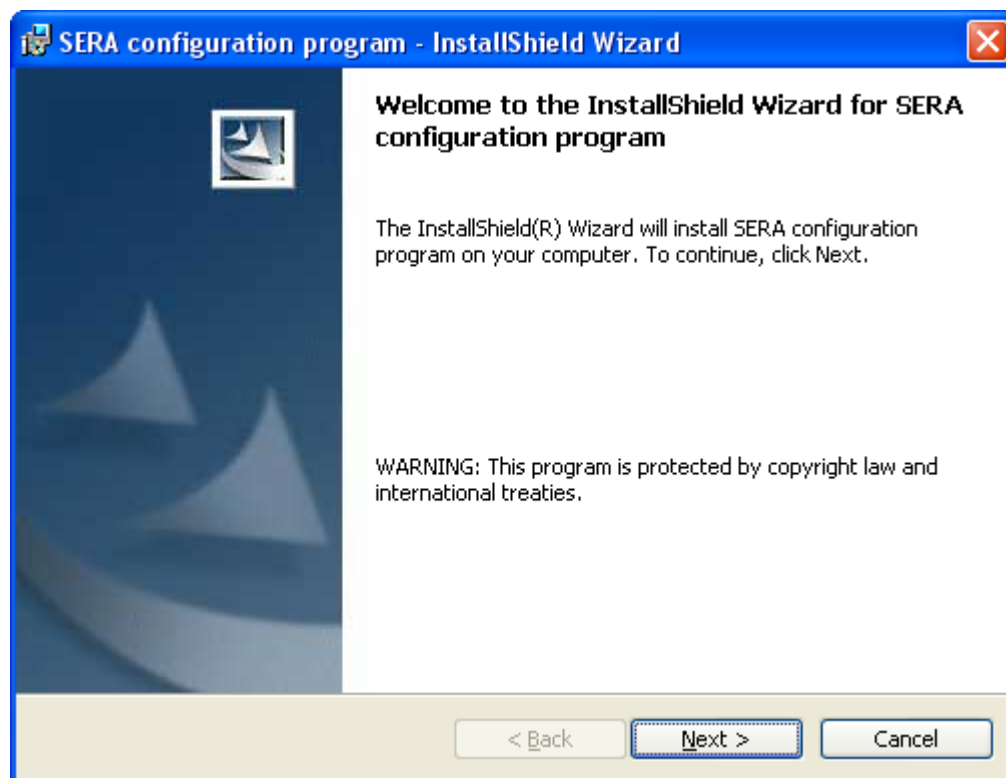 SERA configuration program - InstallShield Wizard
Welcome to the InstallShield Wizard for SERA
configuration program
The InstallShield(R) Wizard will install SERA configuration
program on your computer. To continue, click Next.
WARNING: This program is protected by copyright law and
international treaties.
< Back
Next >
Cancel